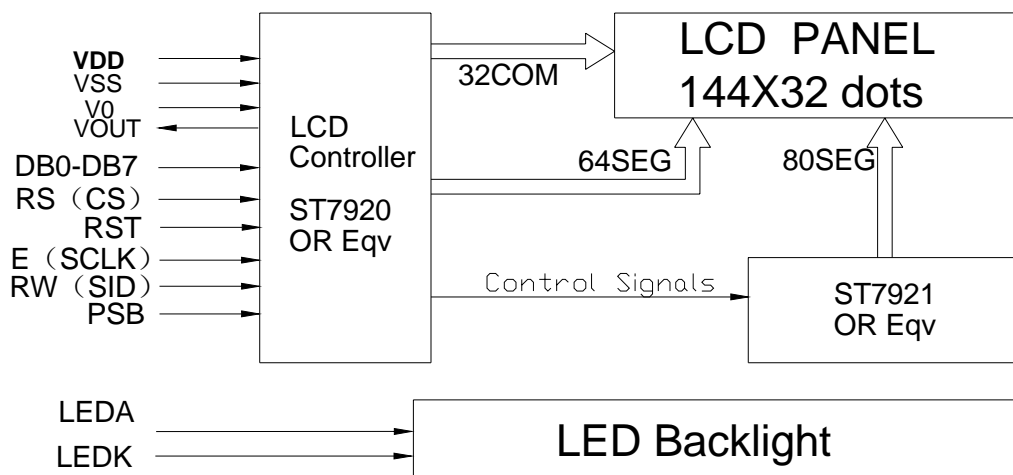 VDD
VSS
V0
VOUT
DB0-DB7
RS（CS）
RST
E（SCLK）
RW（SID）
PSB
LCD
Controller
ST7920
OR Eqv
32COM
64SEG
80SEG
LCD PANEL
144X32 dots
Control Signals
ST7921
OR Eqv
LEDA
LEDK
LED Backlight